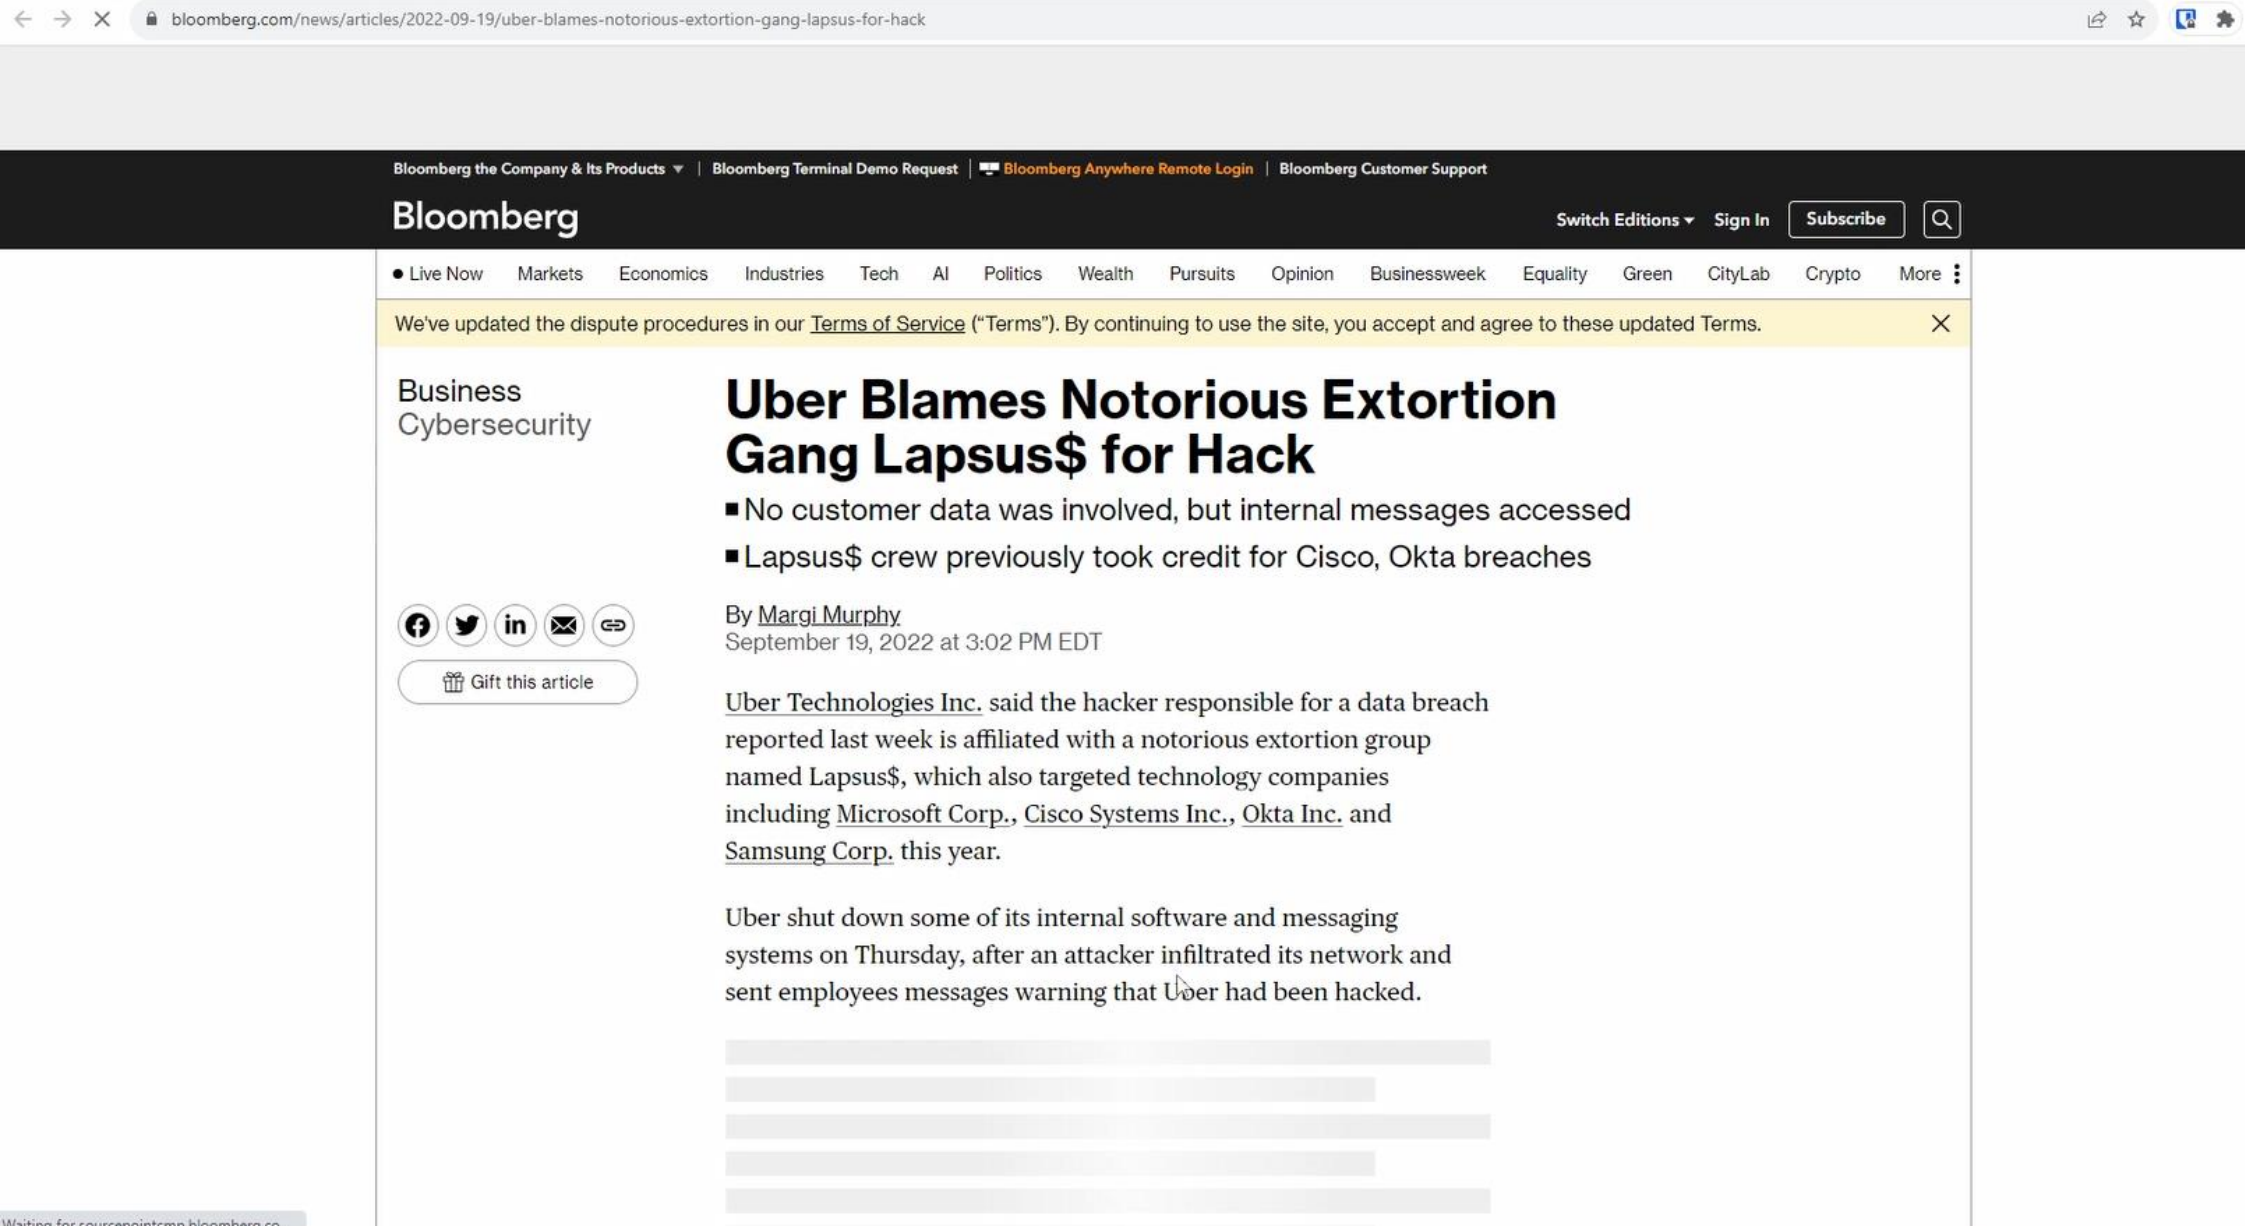 bloomberg.com/news/articles/2022-09-19/uber-blames-notorious-extortion-gang-lapsus-for-hack
Bloomberg the Company & Its Products ▼ | Bloomberg Terminal Demo Request | Bloomberg Anywhere Remote Login | Bloomberg Customer Support
Bloomberg
Switch Editions Sign In Subscribe
Live Now Markets Economics Industries Tech AI Politics Wealth Pursuits Opinion Businessweek Equality Green CityLab Crypto More
We've updated the dispute procedures in our Terms of Service (“Terms”). By continuing to use the site, you accept and agree to these updated Terms.
Business
Cybersecurity
Uber Blames Notorious Extortion
Gang Lapsus$ for Hack
No customer data was involved, but internal messages accessed
Lapsus$ crew previously took credit for Cisco, Okta breaches
By Margi Murphy
September 19, 2022 at 3:02 PM EDT
Gift this article
Uber Technologies Inc. said the hacker responsible for a data breach
reported last week is affiliated with a notorious extortion group
named Lapsus$, which also targeted technology companies
including Microsoft Corp., Cisco Systems Inc., Okta Inc. and
Samsung Corp. this year.
Uber shut down some of its internal software and messaging
systems on Thursday, after an attacker infiltrated its network and
sent employees messages warning that Uber had been hacked.
Waiting for sourcepointcmp.bloomberg.co